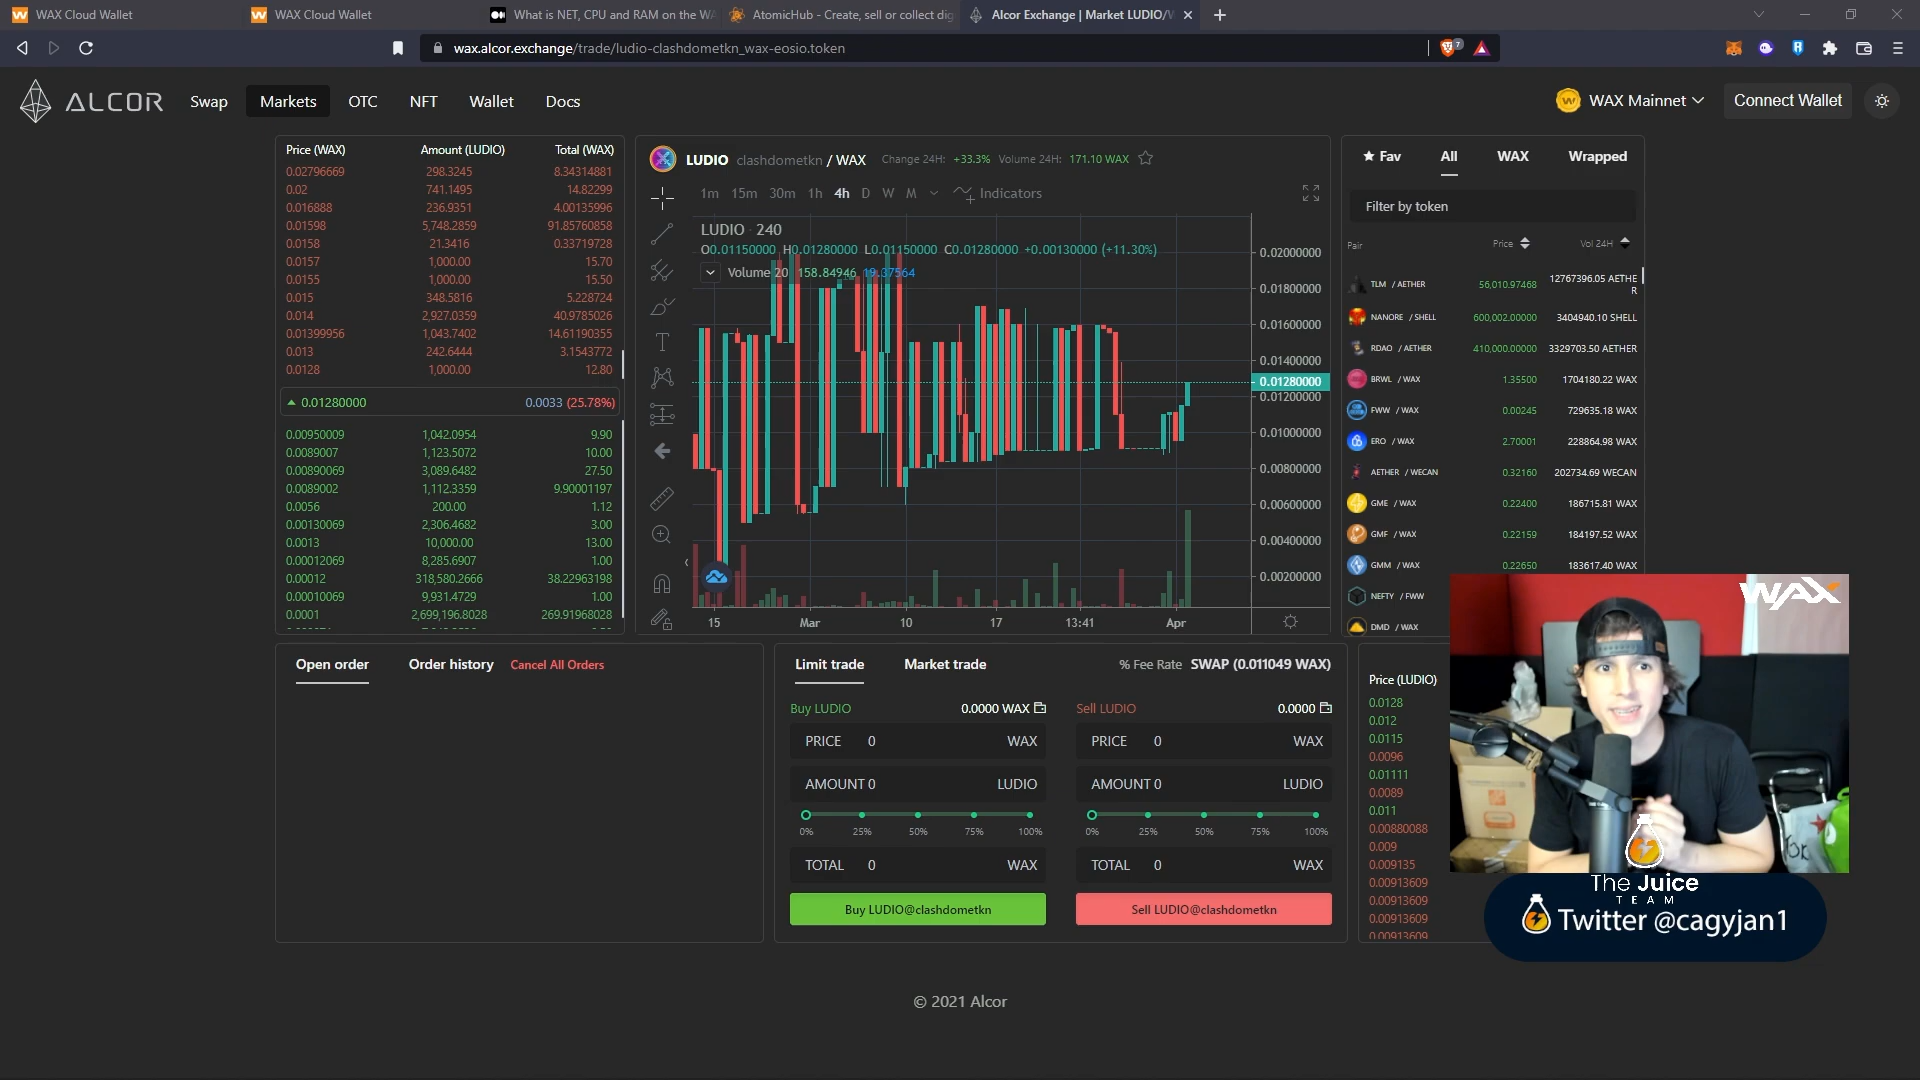 WAX Cloud Wallet
WAX Cloud Wallet
What is NET, CPU and RAM on the WA
AtomicHub - Create, sell or collect dig
Alcor Exchange | Market LUDIO/W
wax.alcor.exchange/trade/ludio-clashdometkn_wax-eosio.token
7
ALCOR
Swap
Markets
OTC
NFT
Wallet
Docs
WAX Mainnet
Connect Wallet
Price (WAX) Amount (LUDIO) Total (WAX)
0.02796669 298.3245 8.34314881
0.02 741.1495 14.82299
0.016888 236.9351 4.00135996
0.01598 5,748.2859 91.85760858
0.0158 21.3416 0.33719728
0.0157 1,000.00 15.70
0.0155 1,000.00 15.50
0.015 348.5816 5.228724
0.014 2,927.0359 40.9785026
0.01399956 1,043.7402 14.61190355
0.013 242.6444 3.1543772
0.0128 1,000.00 12.80
0.01280000 0.0033 (25.78%)
0.00950009 1,042.0954 9.90
0.0089007 1,123.5072 10.00
0.00890069 3,089.6482 27.50
0.0089002 1,112.3359 9.90001197
0.0056 200.00 1.12
0.00130069 2,306.4682 3.00
0.0013 10,000.00 13.00
0.00012069 8,285.6907 1.00
0.00012 318,580.2666 38.22963198
0.00010069 9,931.4729 1.00
0.0001 2,699,196.8028 269.91968028
LUDIO clashdometkn / WAX Change 24H: +33.3% Volume 24H: 171.10 WAX
1m 15m 30m 1h 4h D W M Indicators
LUDIO · 240
O0.01150000 H0.01280000 L0.01150000 C0.01280000 +0.00130000 (+11.30%)
Volume 20 158.84946 19.37564
0.02000000
0.01800000
0.01600000
0.01400000
0.01280000
0.01200000
0.01000000
0.00800000
0.00600000
0.00400000
0.00200000
15 Mar 10 17 13:41 Apr
Fav All WAX Wrapped
Filter by token
Pair Price Vol 24H
TLM / AETHER 56,010.97468 12767396.05 AETHE
R
NANORE / SHELL 600,002.00000 3404940.10 SHELL
RDAO / AETHER 410,000.00000 3329703.50 AETHER
BRWL / WAX 1.35500 1704180.22 WAX
FWW / WAX 0.00245 729635.18 WAX
ERO / WAX 2.70001 228864.98 WAX
AETHER / WECAN 0.32160 202734.69 WECAN
GME / WAX 0.22400 186715.81 WAX
GMF / WAX 0.22159 184197.52 WAX
GMM / WAX 0.22650 183617.40 WAX
NEFTY / FWW
DMD / WAX
Open order Order history Cancel All Orders
Limit trade Market trade % Fee Rate SWAP (0.011049 WAX)
Buy LUDIO 0.0000 WAX
PRICE 0 WAX
AMOUNT 0 LUDIO
0% 25% 50% 75% 100%
TOTAL 0 WAX
Buy LUDIO@clashdometkn
Sell LUDIO 0.0000
PRICE 0 WAX
AMOUNT 0 LUDIO
0% 25% 50% 75% 100%
TOTAL 0 WAX
Sell LUDIO@clashdometkn
Price (LUDIO)
0.0128
0.012
0.0115
0.0096
0.01111
0.0089
0.011
0.00880088
0.009
0.009135
0.00913609
0.00913609
0.00913609
0.00913609
WAX
The Juice
TEAM
Twitter @cagyjan1
© 2021 Alcor